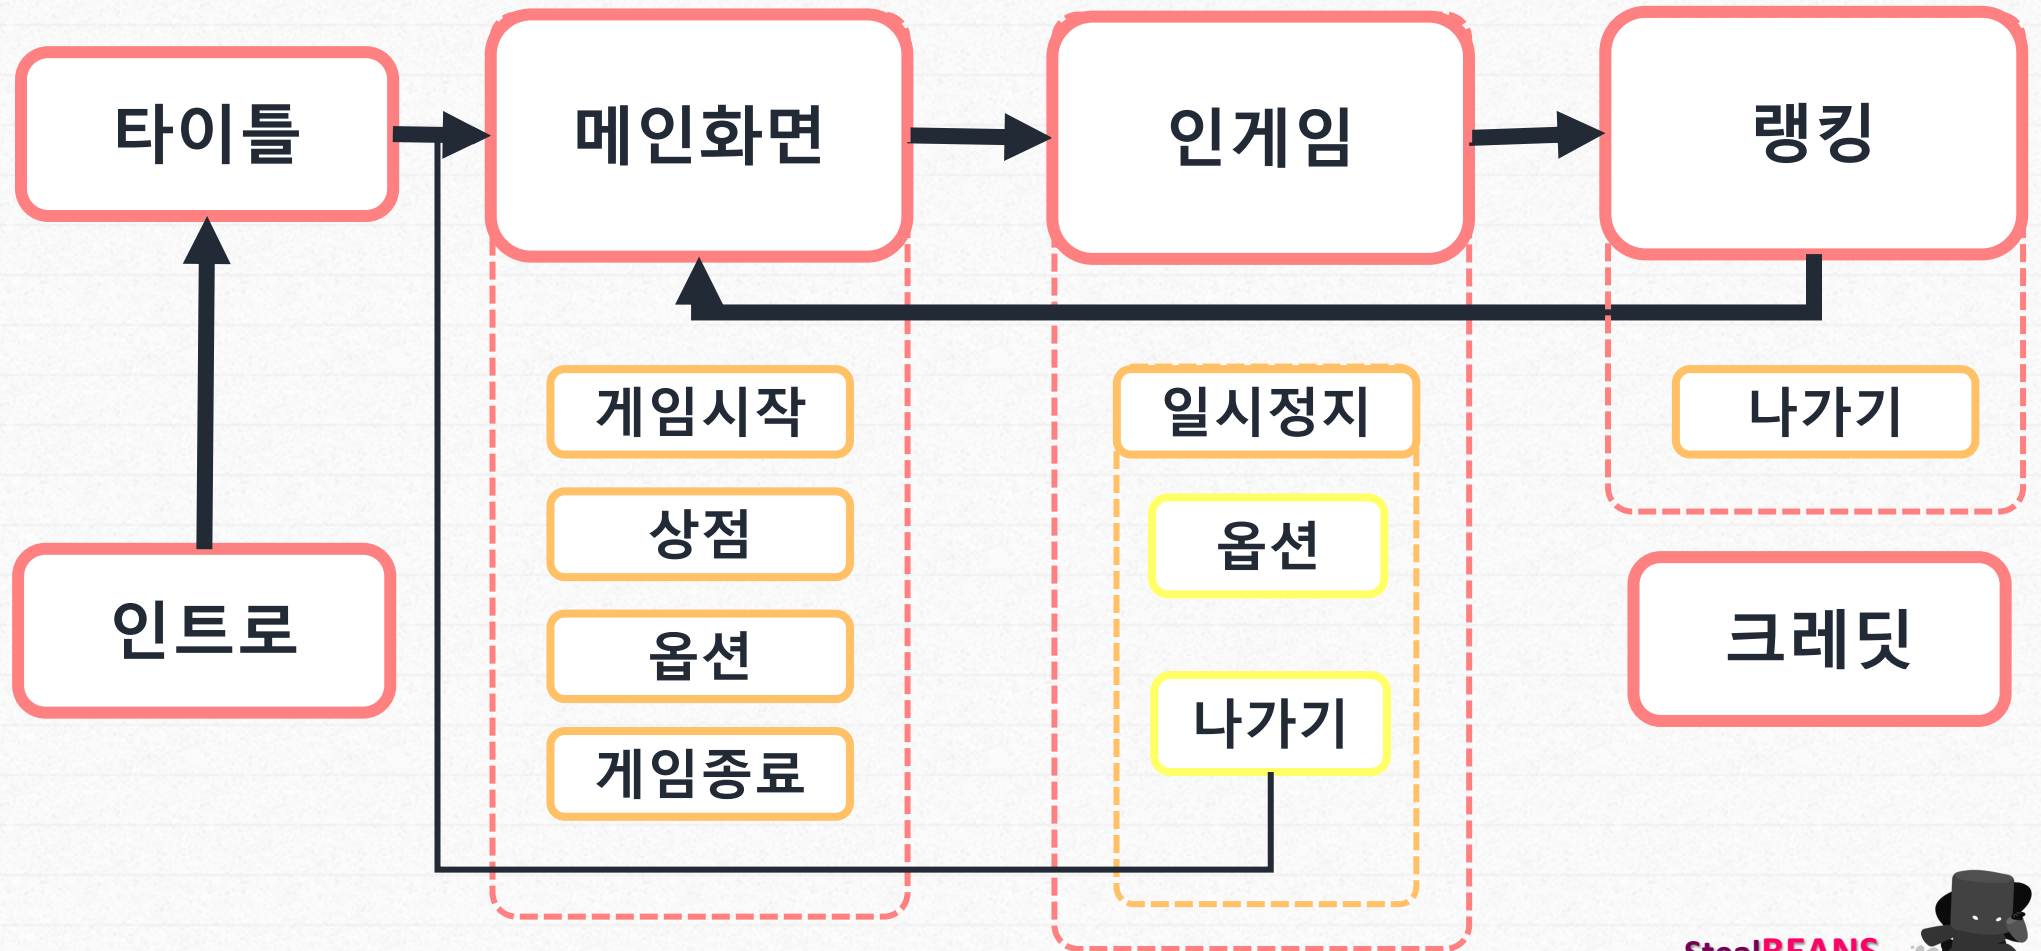 타이틀
메인화면
인게임
랭킹
게임시작
일시정지
나가기
상점
옵션
옵션
크레딧
인트로
나가기
게임종료
StealBEANS